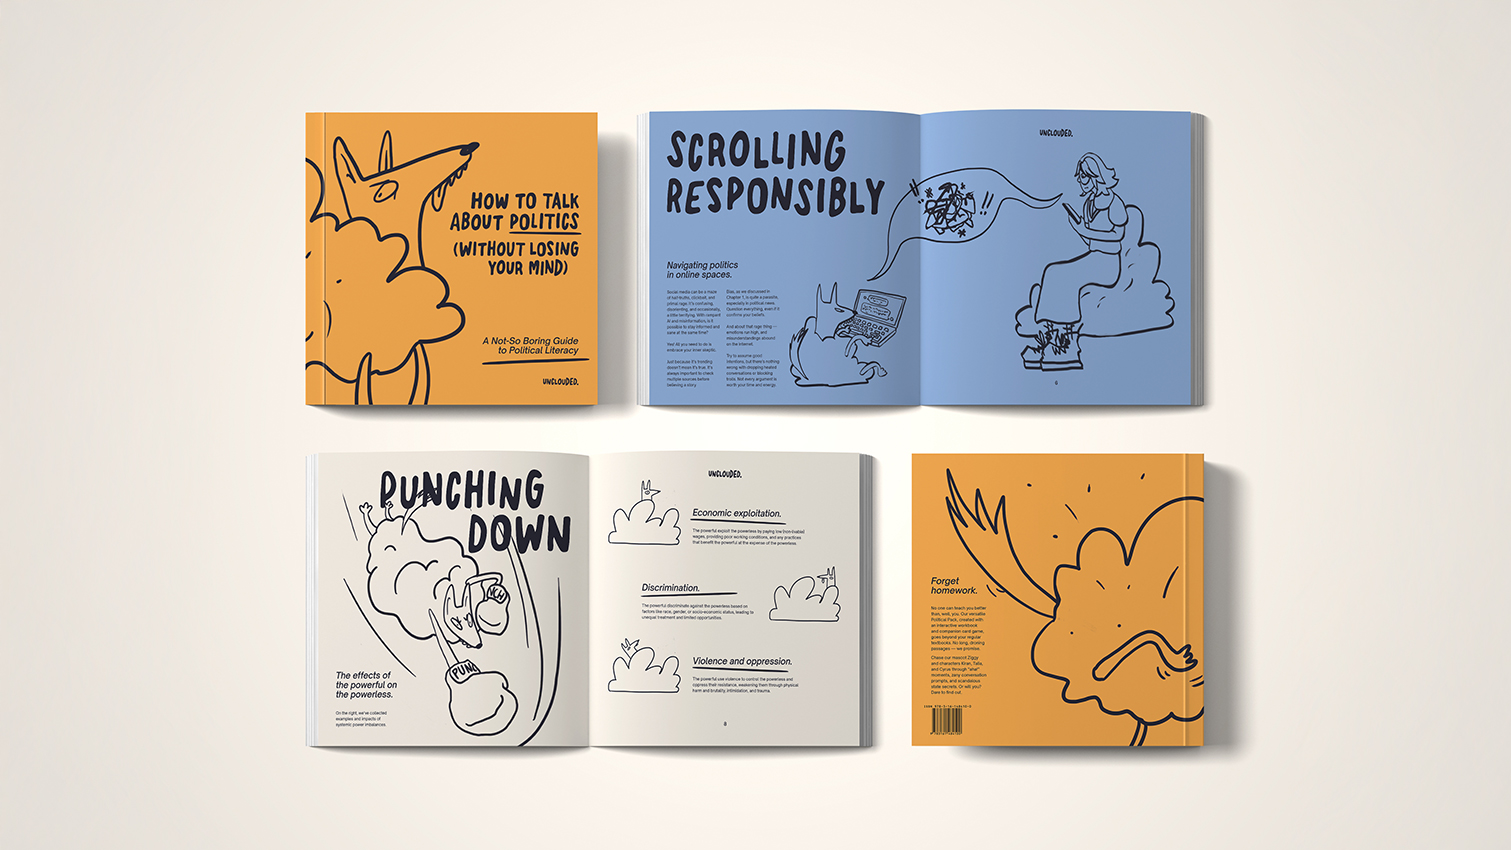 HOW TO TALK
ABOUT POLITICS
(WITHOUT LOSING
YOUR MIND)
A Not-So Boring Guide
to Political Literacy
UNCLOUDED.
SCROLLING
RESPONSIBLY
Navigating politics
in online spaces.
Social media can be a maze
of half-truths, clickbait, and
primal rage. It's confusing,
disorienting, and occasionally,
a little terrifying. With rampant
AI and misinformation, is it
possible to stay informed and
sane at the same time?
Yes! All you need to do is
embrace your inner skeptic.
Just because it's trending
doesn't mean it's true. It's
always important to check
multiple sources before
believing a story.
Bias, as we discussed in
Chapter 1, is quite a parasite,
especially in political news.
Question everything, even if it
confirms your beliefs.
And about that rage thing —
emotions run high, and
misunderstandings abound
on the internet.
Try to assume good
intentions, but there's nothing
wrong with stopping heated
conversations or blocking
trolls. Not every argument is
worth your time and energy.
UNCLOUDED.
6
PUNCHING
DOWN
PUNC
The effects of
the powerful on
the powerless.
On the right, we've collected
examples and impacts of
systemic power imbalances.
UNCLOUDED.
Economic exploitation.
The powerful exploit the powerless by paying low (non-livable)
wages, providing poor working conditions, and any practices
that benefit the powerful at the expense of the powerless.
Discrimination.
The powerful discriminate against the powerless based on
factors like race, gender, or socio-economic status, leading to
unequal treatment and limited opportunities.
Violence and oppression.
The powerful use violence to control the powerless and
suppress their resistance, weakening them through physical
harm and brutality, intimidation, and trauma.
8
Forget
homework.
No one can teach you better
than, well, you. Our versatile
Political Pack, created with
an interactive workbook
and companion card game,
goes beyond your regular
textbooks. No long, droning
passages — we promise.
Chase our mascot Ziggy
and characters Kiran, Talia,
and Cyrus through "aha!"
moments, easy conversation
prompts, and scandalous
state secrets. Or will you?
Dare to find out.